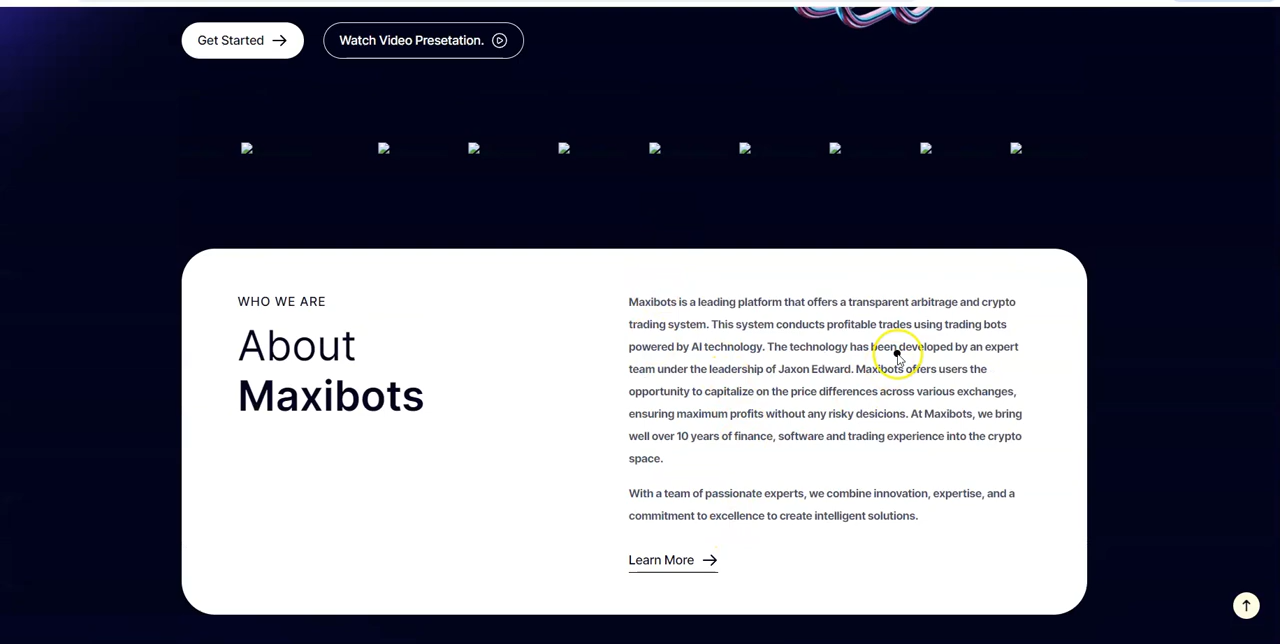 Get Started
Watch Video Presetation.
WHO WE ARE
About
Maxibots
Maxibots is a leading platform that offers a transparent arbitrage and crypto
trading system. This system conducts profitable trades using trading bots
powered by AI technology. The technology has been developed by an expert
team under the leadership of Jaxon Edward. Maxibots offers users the
opportunity to capitalize on the price differences across various exchanges,
ensuring maximum profits without any risky desicions. At Maxibots, we bring
well over 10 years of finance, software and trading experience into the crypto
space.
With a team of passionate experts, we combine innovation, expertise, and a
commitment to excellence to create intelligent solutions.
Learn More